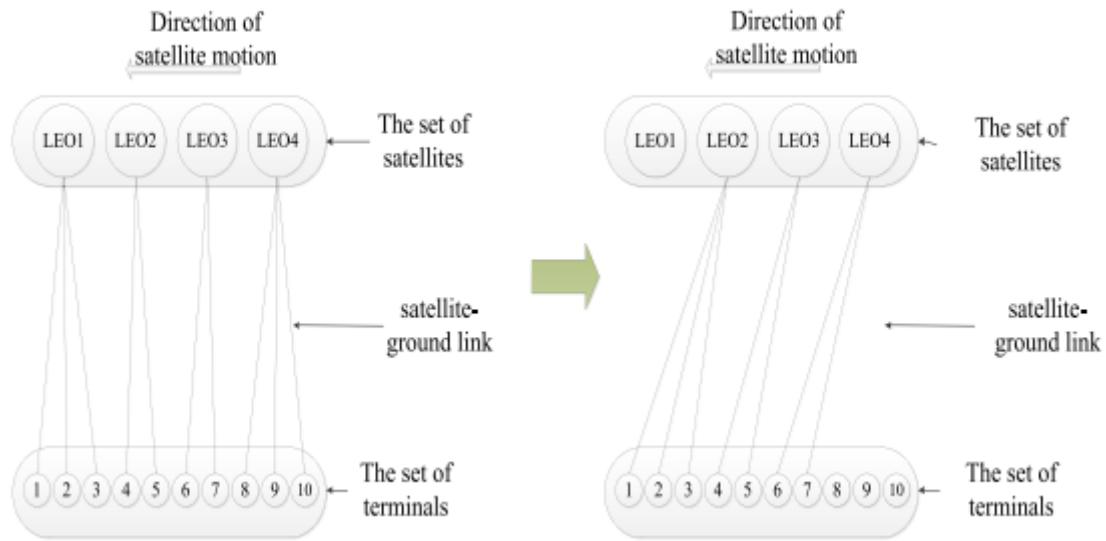 Direction of
satellite motion
LEO1 LEO2 LEO3 LEO4
The set of
satellites
satellite-
ground link
1 2 3 4 5 6 7 8 9 10
The set of
terminals
Direction of
satellite motion
LEO1 LEO2 LEO3 LEO4
The set of
satellites
satellite-
ground link
1 2 3 4 5 6 7 8 9 10
The set of
terminals